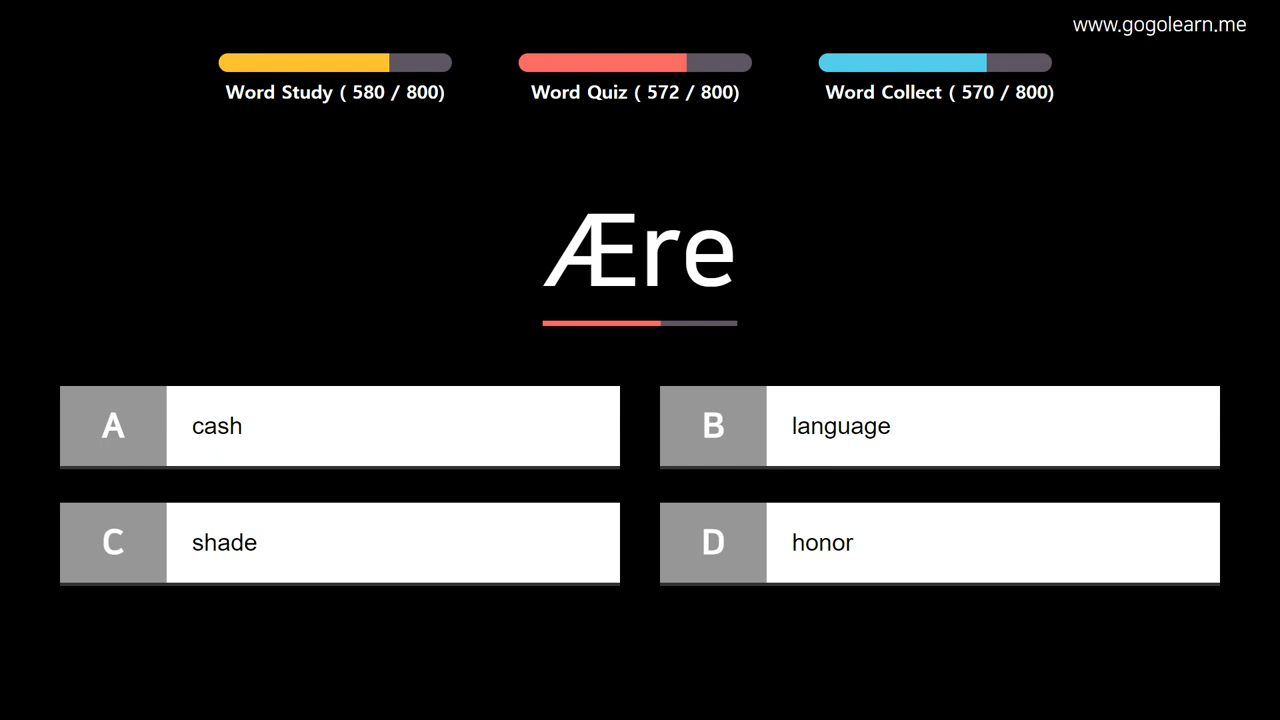 www.gogolearn.me
Word Study ( 580 / 800)
Word Quiz ( 572 / 800)
Word Collect ( 570 / 800)
Ære
A cash
B language
C shade
D honor